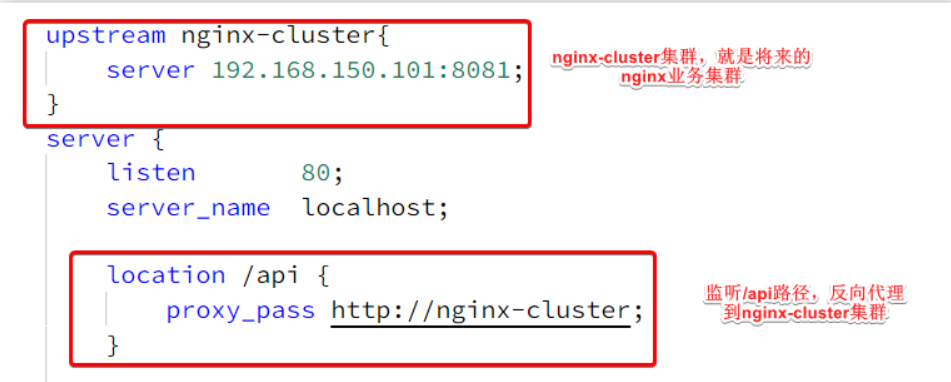 upstream nginx-cluster{
server 192.168.150.101:8081;
}
nginx-cluster集群，就是将来的
nginx业务集群
server {
listen 80;
server_name localhost;
location /api {
proxy_pass http://nginx-cluster;
}
监听/api路径，反向代理
到nginx-cluster集群